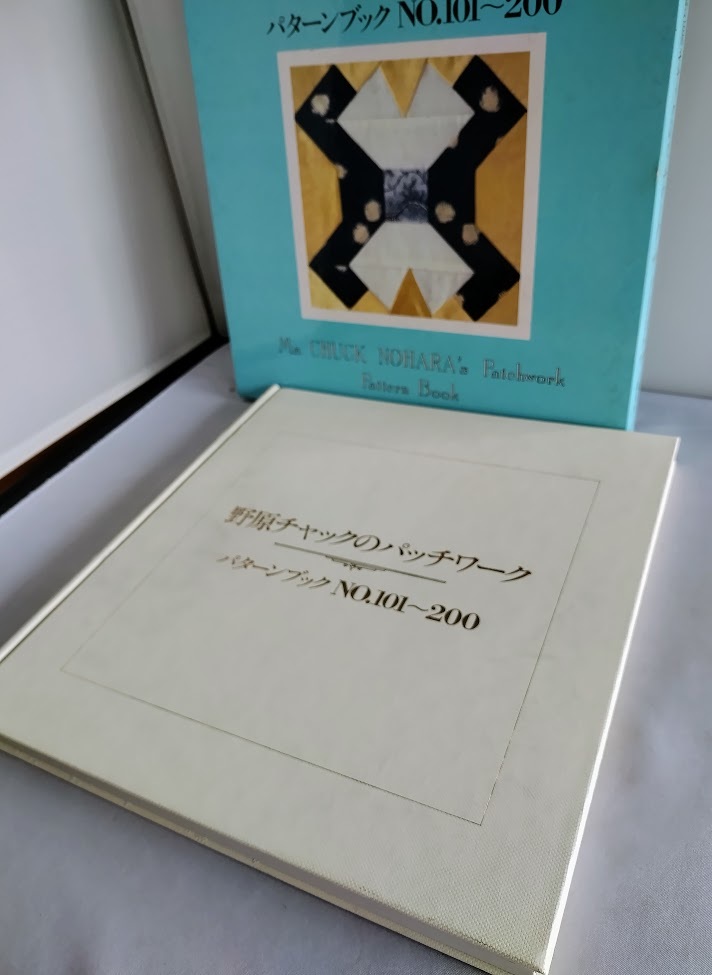 パターンブック NO.101～200
Ms CHUCK NOHARA's Patchwork
Pattern Book
野原チャックのパッチワーク
パターンブック NO.101～200